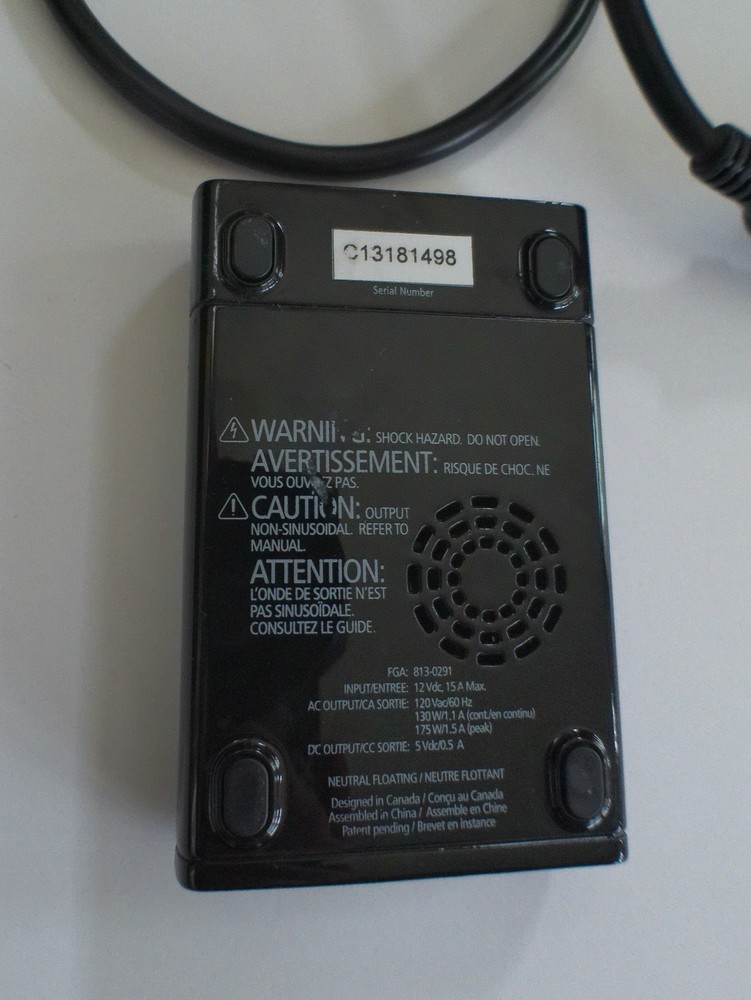 C13181498
Serial Number
WARNING: SHOCK HAZARD. DO NOT OPEN.
AVERTISSEMENT: RISQUE DE CHOC. NE
VOUS OUVREZ PAS.
CAUTION: OUTPUT
NON-SINUSOIDAL. REFER TO
MANUAL.
ATTENTION:
L'ONDE DE SORTIE N'EST
PAS SINUSOÏDALE.
CONSULTEZ LE GUIDE.
FGA: 813-0291
INPUT/ENTREE: 12 Vdc, 15 A Max.
AC OUTPUT/CA SORTIE: 120 Vac/60 Hz
130 W/1.1 A (cont./en continu)
175 W/1.5 A (peak)
DC OUTPUT/CC SORTIE: 5 Vdc/0.5 A
NEUTRAL FLOATING / NEUTRE FLOTTANT
Designed in Canada / Conçu au Canada
Assembled in China / Assemble en Chine
Patent pending / Brevet en instance